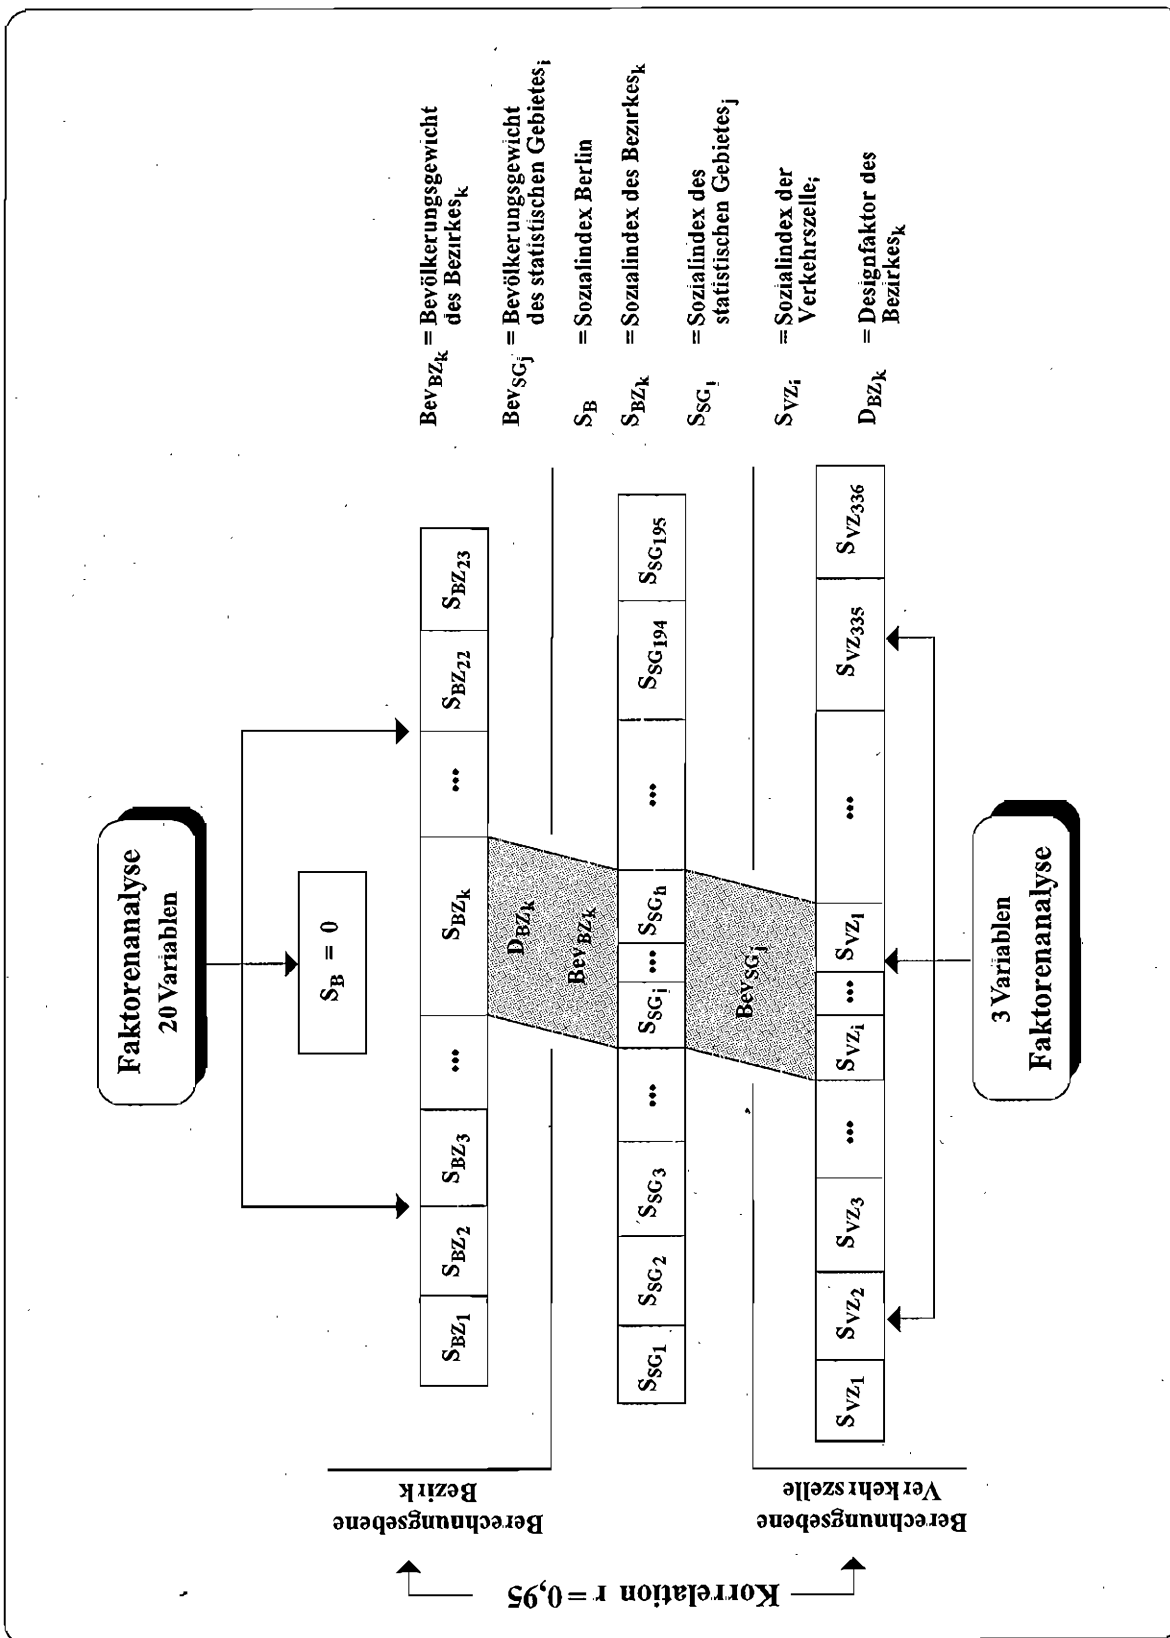 Faktorenanalyse
20 Variablen
S_B = 0
Korrelation r = 0,95
Berechnungsebene
Bezirk
S_BZ1 S_BZ2 S_BZ3 ... S_BZk ... S_BZ22 S_BZ23
D_BZk
Bev_BZk
S_SG1 S_SG2 S_SG3 ... S_SGj ... S_SGh ... S_SG194 S_SG195
Bev_SGj
Berechnungsebene
Verkehrszelle
S_VZ1 S_VZ2 S_VZ3 ... S_VZi ... S_VZl ... S_VZ335 S_VZ336
3 Variablen
Faktorenanalyse
Bev_BZk = Bevölkerungsgewicht
des Bezirkes_k
Bev_SGj = Bevölkerungsgewicht
des statistischen Gebietes_i
S_B = Sozialindex Berlin
S_BZk = Sozialindex des Bezirkes_k
S_SGj = Sozialindex des
statistischen Gebietes_j
S_VZi = Sozialindex der
Verkehrszelle_i
D_BZk = Designfaktor des
Bezirkes_k